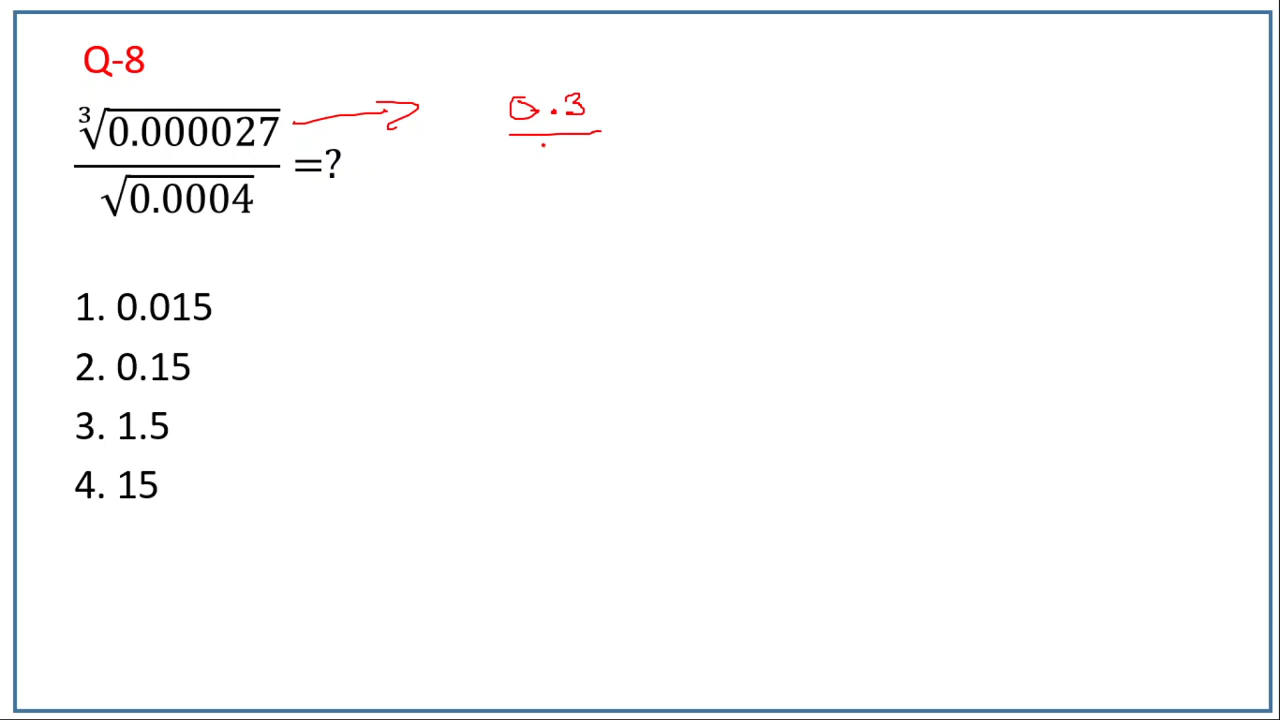 Q-8
∛0.000027 / √0.0004 =?
0.3
1. 0.015
2. 0.15
3. 1.5
4. 15